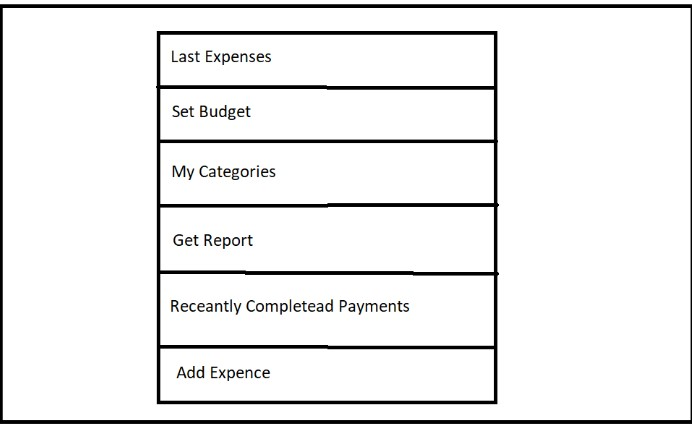 Last Expenses
Set Budget
My Categories
Get Report
Receantly Completead Payments
Add Expence